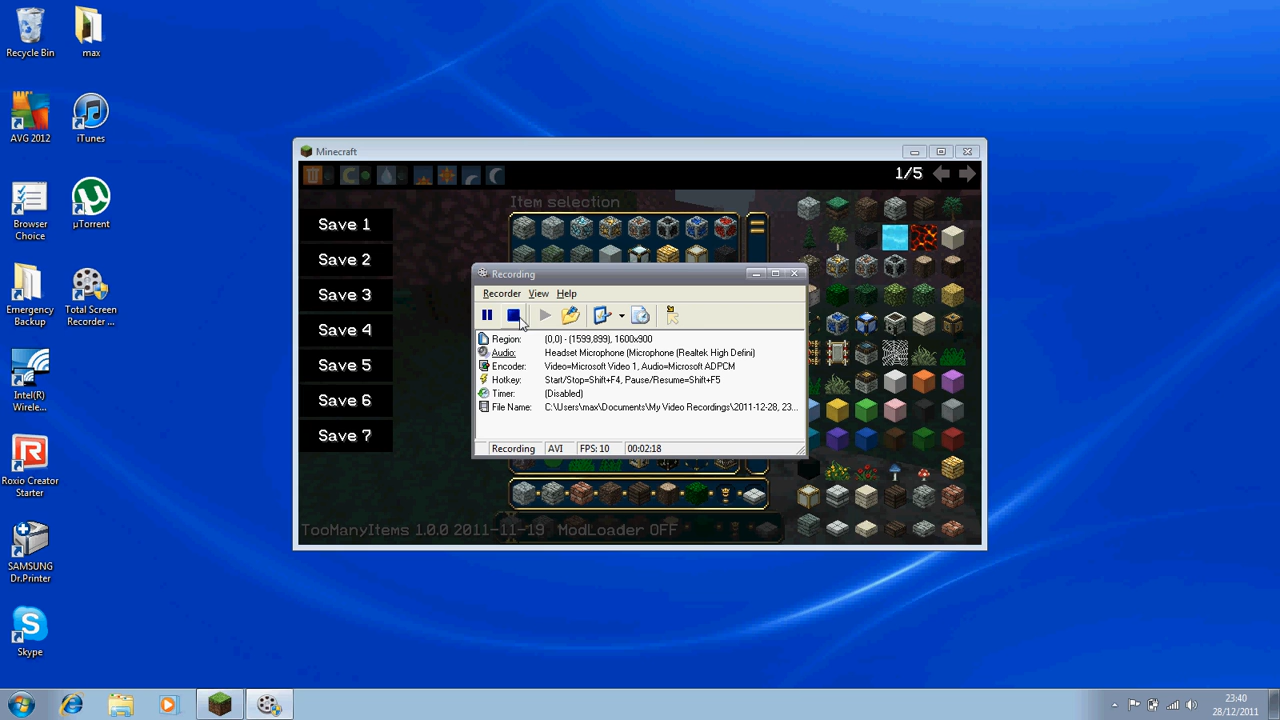 Recycle Bin
max
AVG 2012
iTunes
Browser
Choice
µTorrent
Emergency
Backup
Total Screen
Recorder ...
Intel(R)
Wirele...
Roxio Creator
Starter
SAMSUNG
Dr.Printer
Skype
Minecraft
1/5
Item selection
Save 1
Save 2
Save 3
Save 4
Save 5
Save 6
Save 7
Recording
Recorder View Help
Region: (0,0) - (1599,899), 1600x900
Audio: Headset Microphone (Microphone (Realtek High Defini)
Encoder: Video=Microsoft Video 1, Audio=Microsoft ADPCM
Hotkey: Start/Stop=Shift+F4, Pause/Resume=Shift+F5
Timer: (Disabled)
File Name: C:\Users\max\Documents\My Video Recordings\2011-12-28, 23...
Recording AVI FPS: 10 00:02:18
TooManyItems 1.0.0 2011-11-19 ModLoader OFF
23:40
28/12/2011